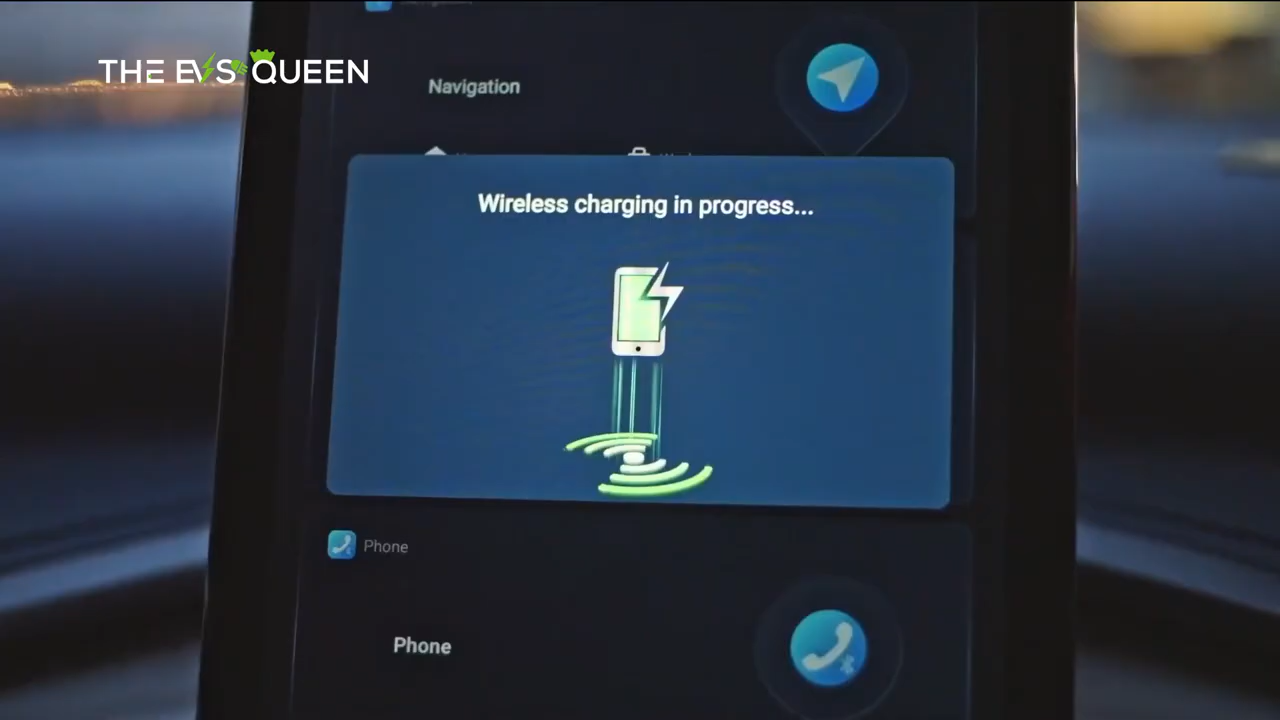 THE EVS QUEEN
Navigation
Wireless charging in progress...
Phone
Phone